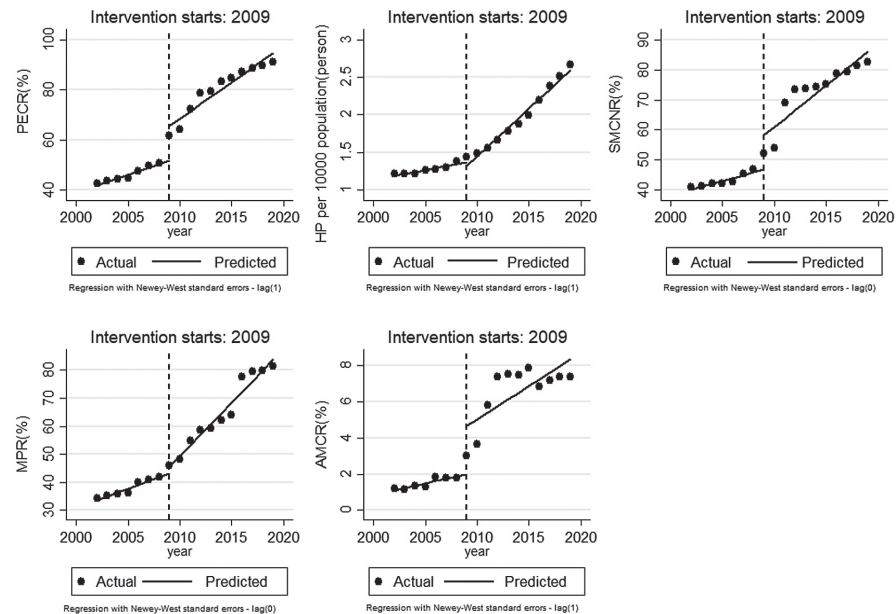 Intervention starts: 2009
PECR(%)
100
80
60
40
2000 2005 2010 2015 2020
year
Actual Predicted
Regression with Newey-West standard errors - lag(1)
Intervention starts: 2009
HP per 10000 population(person)
3
2.5
2
1.5
1
2000 2005 2010 2015 2020
year
Actual Predicted
Regression with Newey-West standard errors - lag(1)
Intervention starts: 2009
SMCNR(%)
90
80
70
60
50
40
2000 2005 2010 2015 2020
year
Actual Predicted
Regression with Newey-West standard errors - lag(0)
Intervention starts: 2009
MPR(%)
80
70
60
50
40
30
2000 2005 2010 2015 2020
year
Actual Predicted
Regression with Newey-West standard errors - lag(0)
Intervention starts: 2009
AMCR(%)
8
6
4
2
0
2000 2005 2010 2015 2020
year
Actual Predicted
Regression with Newey-West standard errors - lag(1)